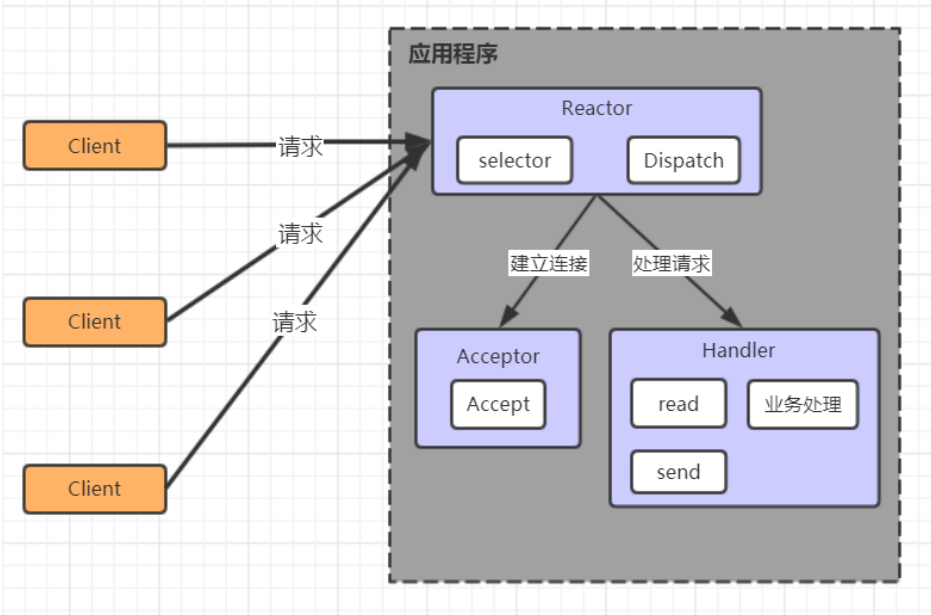 应用程序
Reactor
selector
Dispatch
Client
请求
Client
请求
Client
请求
建立连接
处理请求
Acceptor
Accept
Handler
read
业务处理
send